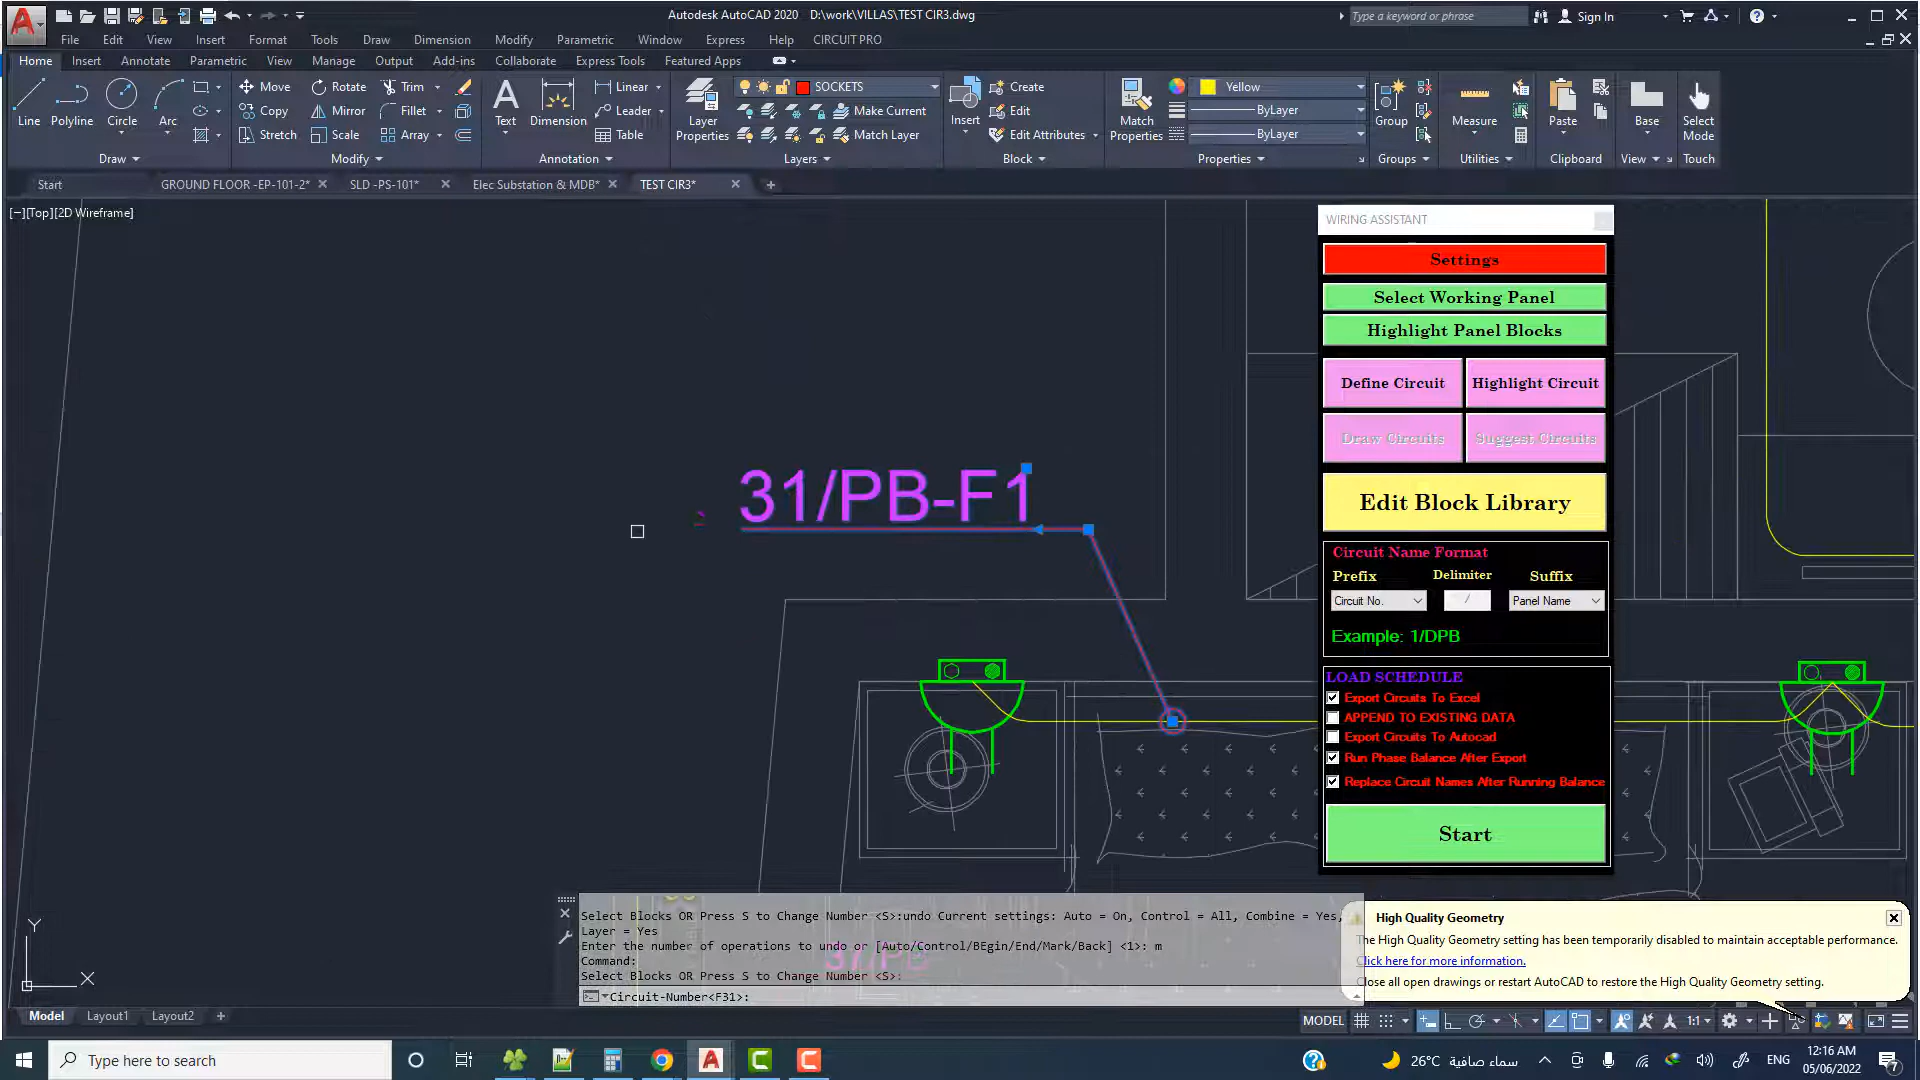 Autodesk AutoCAD 2020 D:\work\VILLAS\TEST CIR3.dwg
Type a keyword or phrase
Sign In
File Edit View Insert Format Tools Draw Dimension Modify Parametric Window Express Help CIRCUIT PRO
Home Insert Annotate Parametric View Manage Output Add-ins Collaborate Express Tools Featured Apps
Line Polyline Circle Arc
Move Rotate Trim
Copy Mirror Fillet
Stretch Scale Array
Text Dimension
Linear
Leader
Table
Layer Properties
SOCKETS
Make Current
Match Layer
Insert
Create
Edit
Edit Attributes
Match Properties
Yellow
ByLayer
ByLayer
Group
Measure
Paste
Base
Select Mode
Draw Modify Annotation Layers Block Properties Groups Utilities Clipboard View Touch
Start GROUND FLOOR -EP-101-2* SLD -PS-101* Elec Substation & MDB* TEST CIR3*
[−][Top][2D Wireframe]
31/PB-F1
WIRING ASSISTANT
Settings
Select Working Panel
Highlight Panel Blocks
Define Circuit Highlight Circuit
Draw Circuits Suggest Circuits
Edit Block Library
Circuit Name Format
Prefix Delimiter Suffix
Circuit No. / Panel Name
Example: 1/DPB
LOAD SCHEDULE
Export Circuits To Excel
APPEND TO EXISTING DATA
Export Circuits To Autocad
Run Phase Balance After Export
Replace Circuit Names After Running Balance
Start
Select Blocks OR Press S to Change Number <S>:undo Current settings: Auto = On, Control = All, Combine = Yes,
Layer = Yes
Enter the number of operations to undo or [Auto/Control/BEgin/End/Mark/Back] <1>: m
Command:
Select Blocks OR Press S to Change Number <S>:
Circuit-Number<F31>:
High Quality Geometry
The High Quality Geometry setting has been temporarily disabled to maintain acceptable performance.
Click here for more information.
Close all open drawings or restart AutoCAD to restore the High Quality Geometry setting.
Y
X
Model Layout1 Layout2
MODEL 1:1
Type here to search
26°C سماء صافية
ENG
12:16 AM
05/06/2022
7